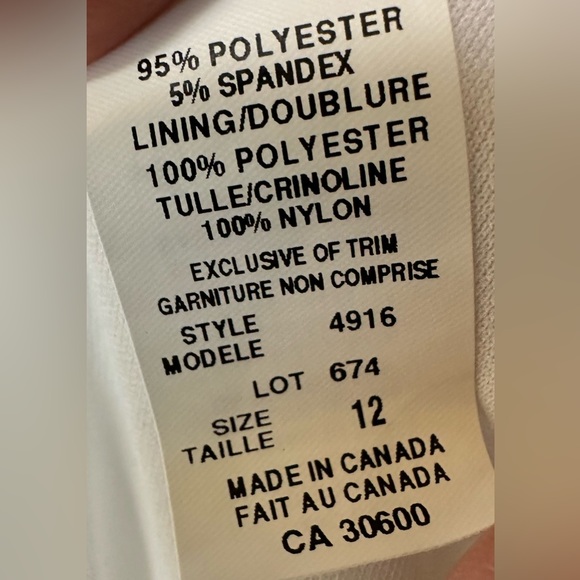 95% POLYESTER
5% SPANDEX
LINING/DOUBLURE
100% POLYESTER
TULLE/CRINOLINE
100% NYLON
EXCLUSIVE OF TRIM
GARNITURE NON COMPRISE
STYLE 4916
MODELE
LOT 674
SIZE 12
TAILLE
MADE IN CANADA
FAIT AU CANADA
CA 30600